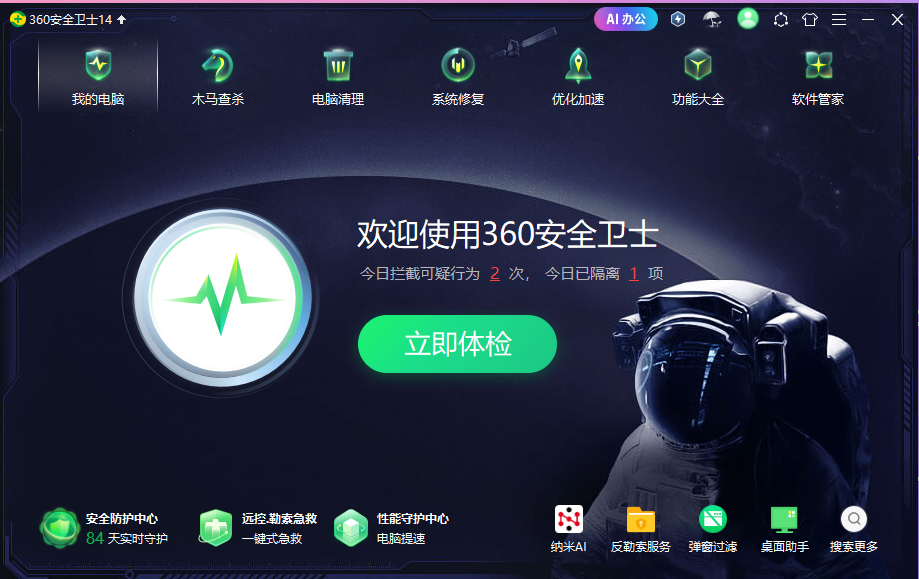 360安全卫士14
AI 办公
我的电脑
木马查杀
电脑清理
系统修复
优化加速
功能大全
软件管家
欢迎使用360安全卫士
今日拦截可疑行为 2 次， 今日已隔离 1 项
立即体检
安全防护中心
84 天实时守护
远控.勒索急救
一键式急救
性能守护中心
电脑提速
纳米AI
反勒索服务
弹窗过滤
桌面助手
搜索更多